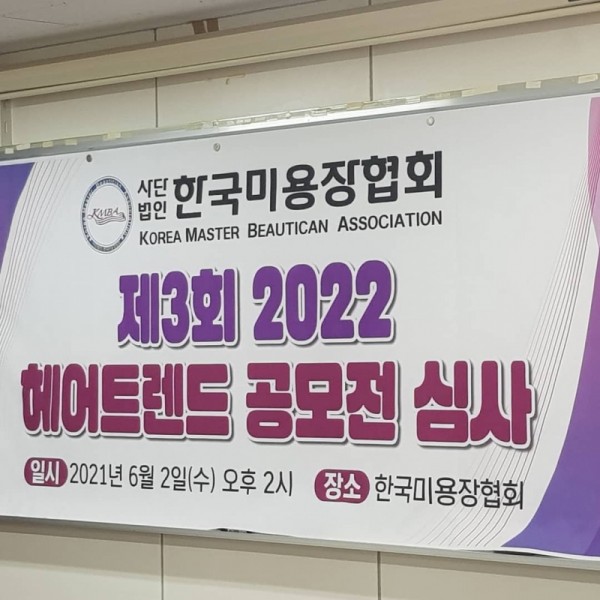 KMBA
사단
법인 한국미용장협회
KOREA MASTER BEAUTICAN ASSOCIATION
제3회 2022
헤어트렌드 공모전 심사
일시 2021년 6월 2일(수) 오후 2시 장소 한국미용장협회